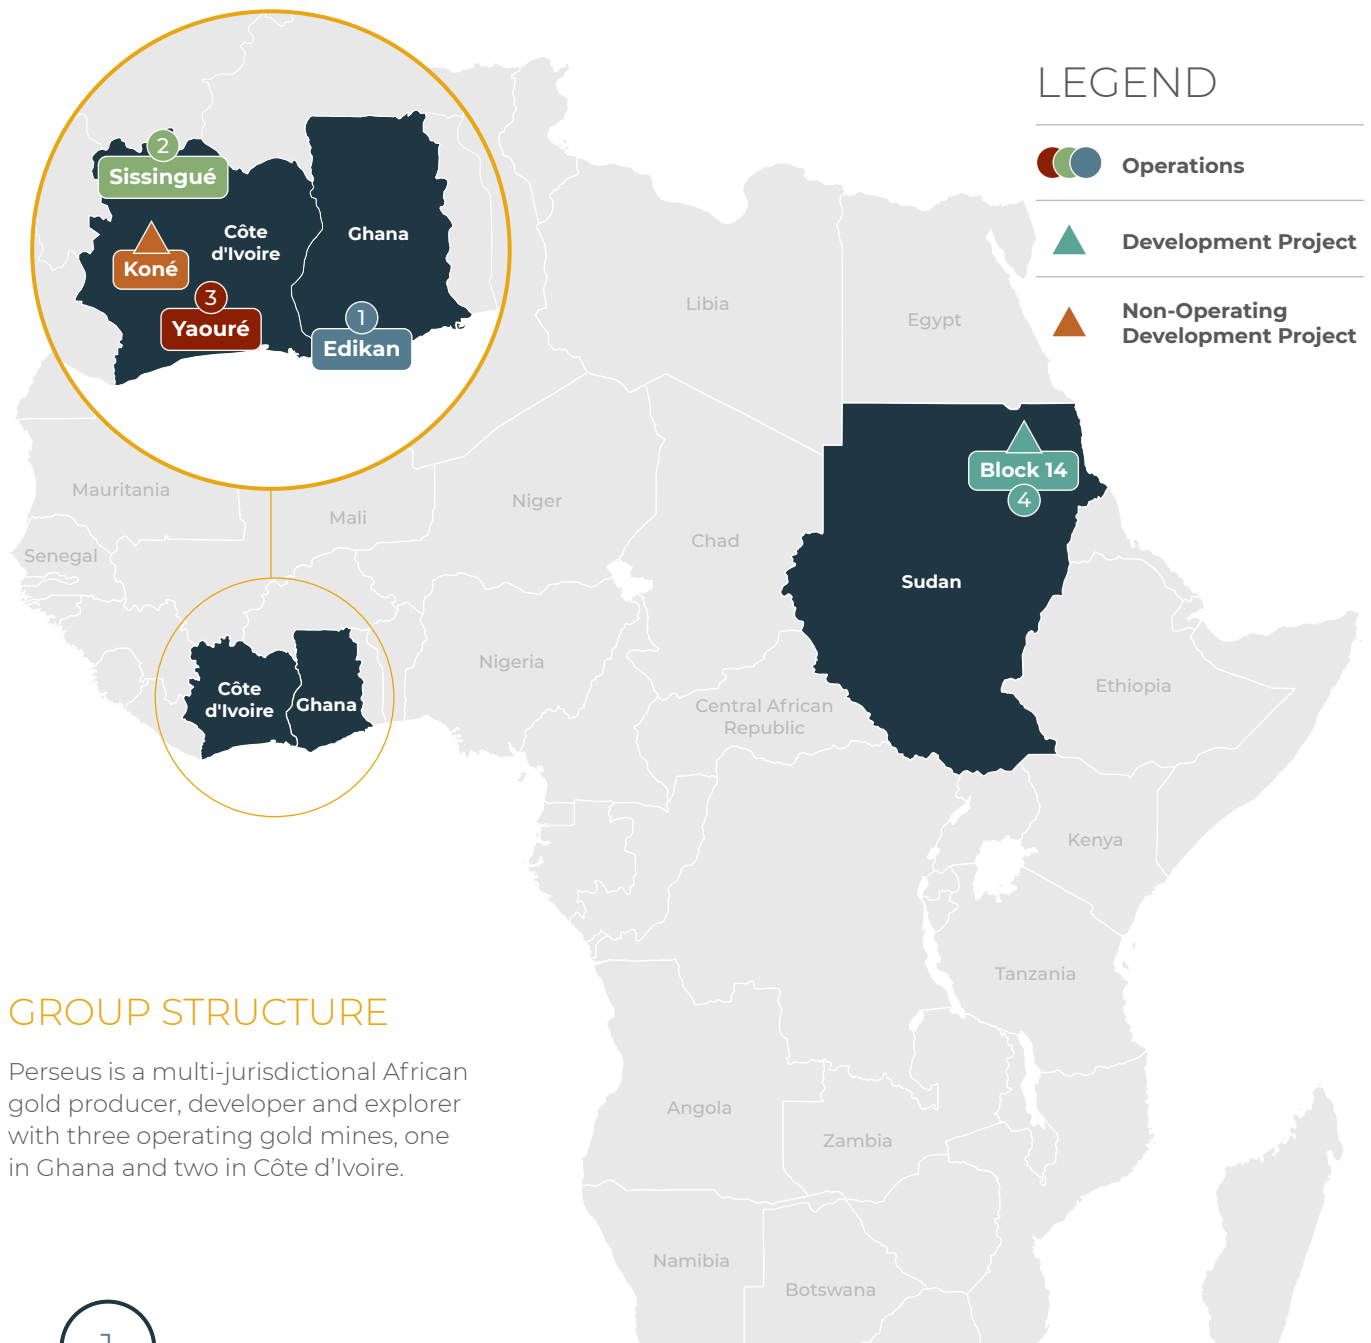 LEGEND
Operations
Development Project
Non-Operating
Development Project
2
Sissingué
Côte
d'Ivoire
Ghana
Koné
3
Yaouré
1
Edikan
Libia
Egypt
Block 14
4
Mauritania
Mali
Niger
Chad
Senegal
Sudan
Nigeria
Côte
d'Ivoire
Ghana
Central African
Republic
Ethiopia
Kenya
Tanzania
GROUP STRUCTURE
Perseus is a multi-jurisdictional African
gold producer, developer and explorer
with three operating gold mines, one
in Ghana and two in Côte d’Ivoire.
Angola
Zambia
Namibia
Botswana